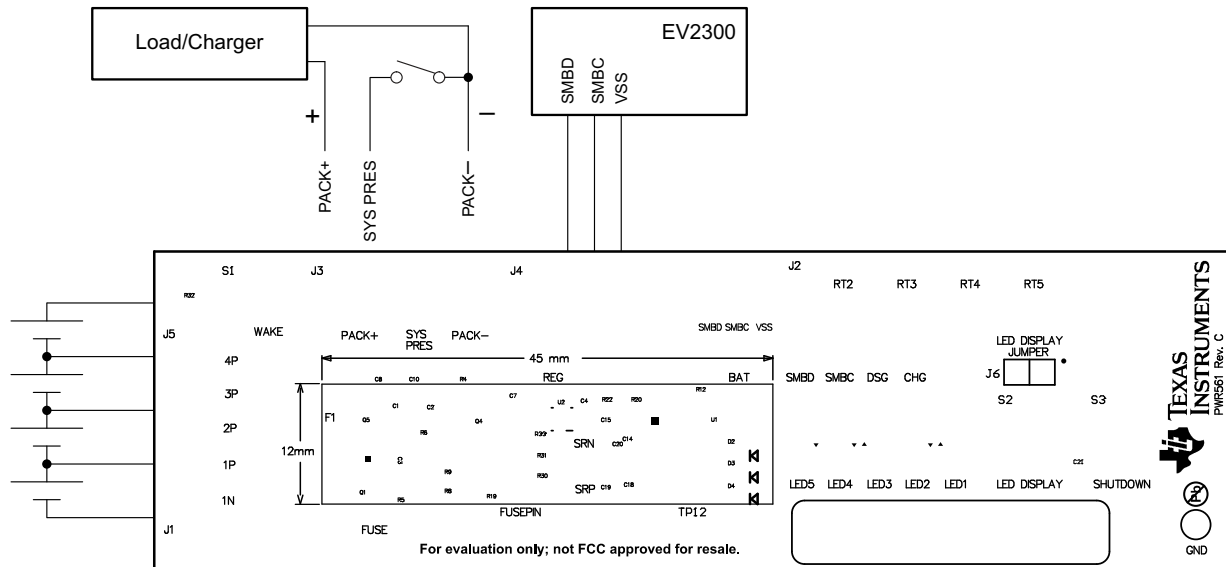 Load/Charger
EV2300
SMBD
SMBC
VSS
+
−
PACK+
SYS PRES
PACK−
S1
J3
J4
J2
RT2
RT3
RT4
RT5
R32
J5
WAKE
PACK+
SYS
PRES
PACK−
SMBD SMBC VSS
LED DISPLAY
JUMPER
J6
S2
S3
4P
3P
2P
1P
1N
J1
45 mm
12mm
C8
C10
R4
REG
BAT
R12
SMBD
SMBC
DSG
CHG
F1
C1
C2
C7
U2
C4
R22
R20
Q5
R6
Q4
C15
U1
SRN
C20
C14
D2
R31
D3
R9
R30
Q1
R5
R8
R19
SRP
C19
C18
D4
FUSE
FUSEPIN
TP12
LED5
LED4
LED3
LED2
LED1
LED DISPLAY
C21
SHUTDOWN
For evaluation only; not FCC approved for resale.
TEXAS
INSTRUMENTS
PWR561 Rev. C
Pb
GND